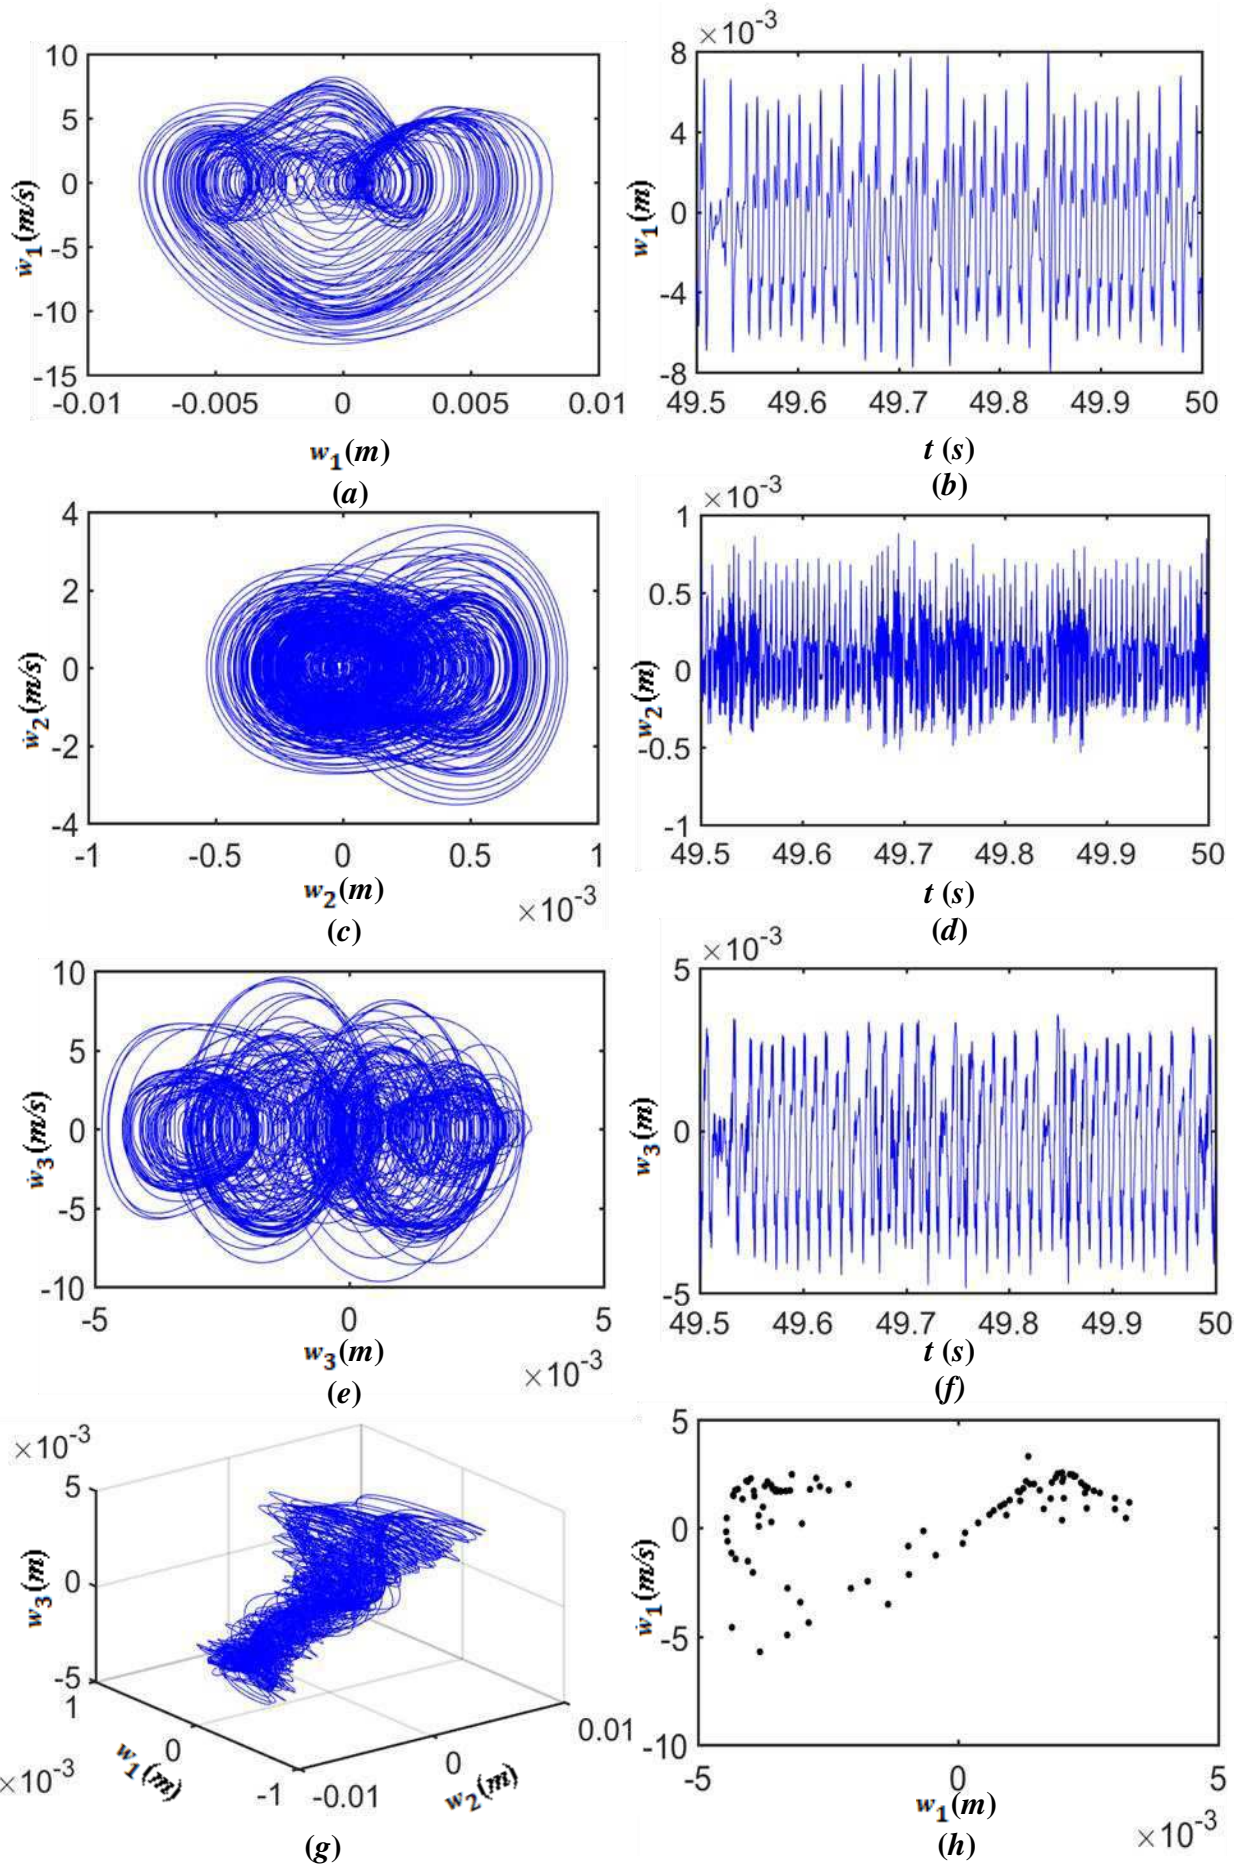 10
5
0
-5
-10
-15
ẇ1(m/s)
-0.01 -0.005 0 0.005 0.01
w1(m)
(a)
×10-3
8
4
0
-4
-8
w1(m)
49.5 49.6 49.7 49.8 49.9 50
t (s)
(b)
4
2
0
-2
-4
ẇ2(m/s)
-1 -0.5 0 0.5 1
w2(m)
×10-3
(c)
×10-3
1
0.5
0
-0.5
-1
w2(m)
49.5 49.6 49.7 49.8 49.9 50
t (s)
(d)
10
5
0
-5
-10
ẇ3(m/s)
-5 0 5
w3(m)
×10-3
(e)
×10-3
5
0
-5
w3(m)
49.5 49.6 49.7 49.8 49.9 50
t (s)
(f)
×10-3
5
0
-5
w3(m)
1 0 -1
w1(m)
×10-3
-0.01 0 0.01
w2(m)
(g)
5
0
-5
-10
ẇ1(m/s)
-5 0 5
w1(m)
×10-3
(h)